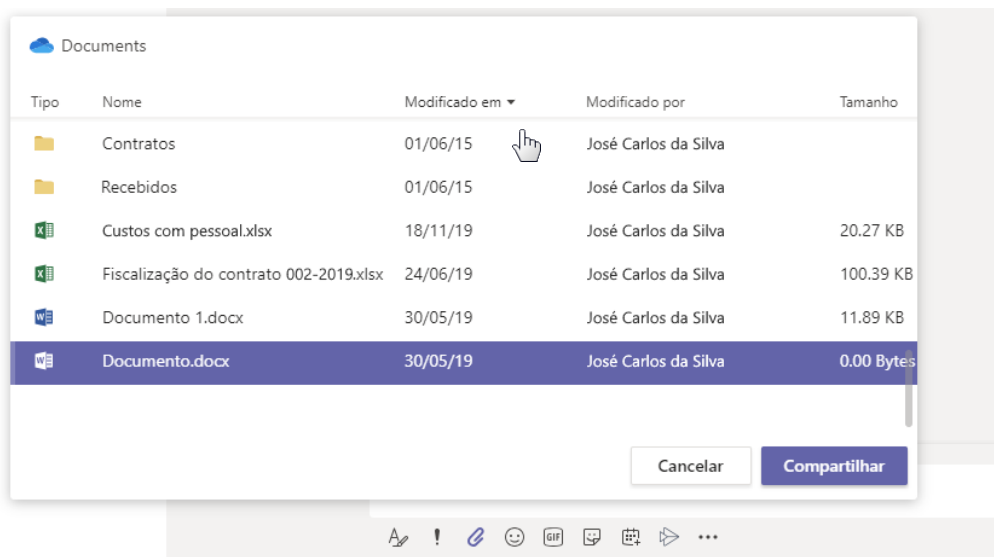 Documents
Tipo Nome Modificado em Modificado por Tamanho
Contratos 01/06/15 José Carlos da Silva
Recebidos 01/06/15 José Carlos da Silva
Custos com pessoal.xlsx 18/11/19 José Carlos da Silva 20.27 KB
Fiscalização do contrato 002-2019.xlsx 24/06/19 José Carlos da Silva 100.39 KB
Documento 1.docx 30/05/19 José Carlos da Silva 11.89 KB
Documento.docx 30/05/19 José Carlos da Silva 0.00 Bytes
Cancelar Compartilhar
GIF